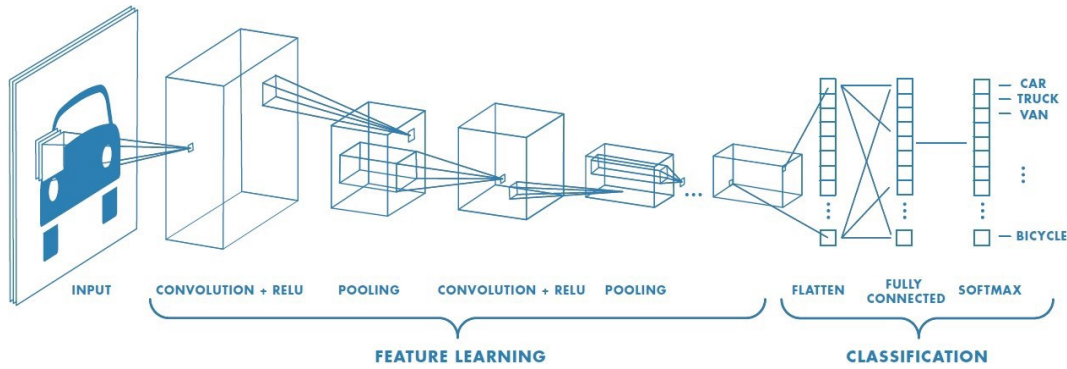 CAR
TRUCK
VAN
BICYCLE
INPUT
CONVOLUTION + RELU
POOLING
CONVOLUTION + RELU
POOLING
FLATTEN
FULLY
CONNECTED
SOFTMAX
FEATURE LEARNING
CLASSIFICATION